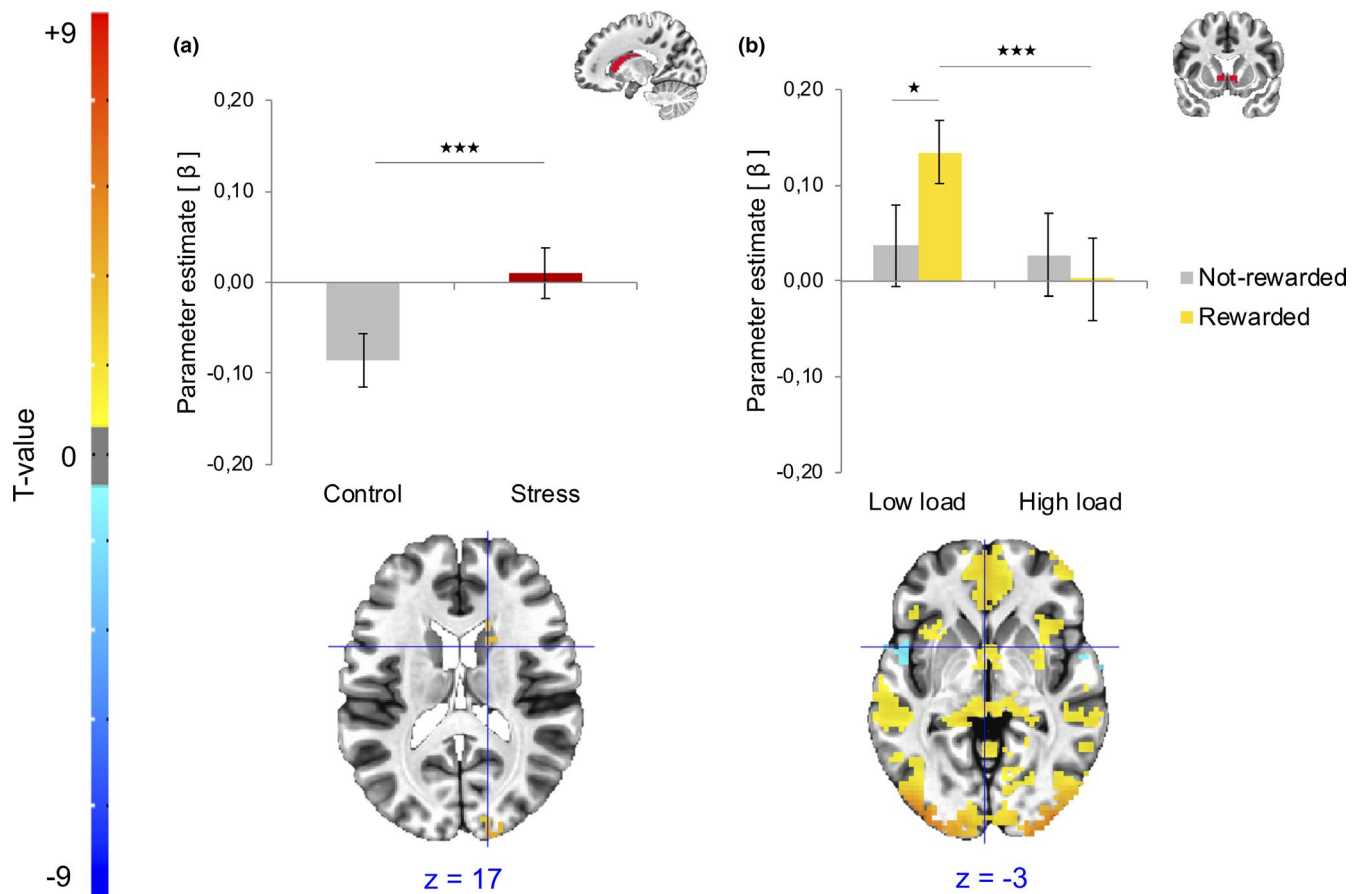 +9
0
-9
T-value
(a)
0,20
0,10
0,00
-0,10
-0,20
Parameter estimate [ β ]
★★★
Control
Stress
z = 17
(b)
0,20
0,10
0,00
-0,10
-0,20
Parameter estimate [ β ]
★
★★★
Low load
High load
Not-rewarded
Rewarded
z = -3